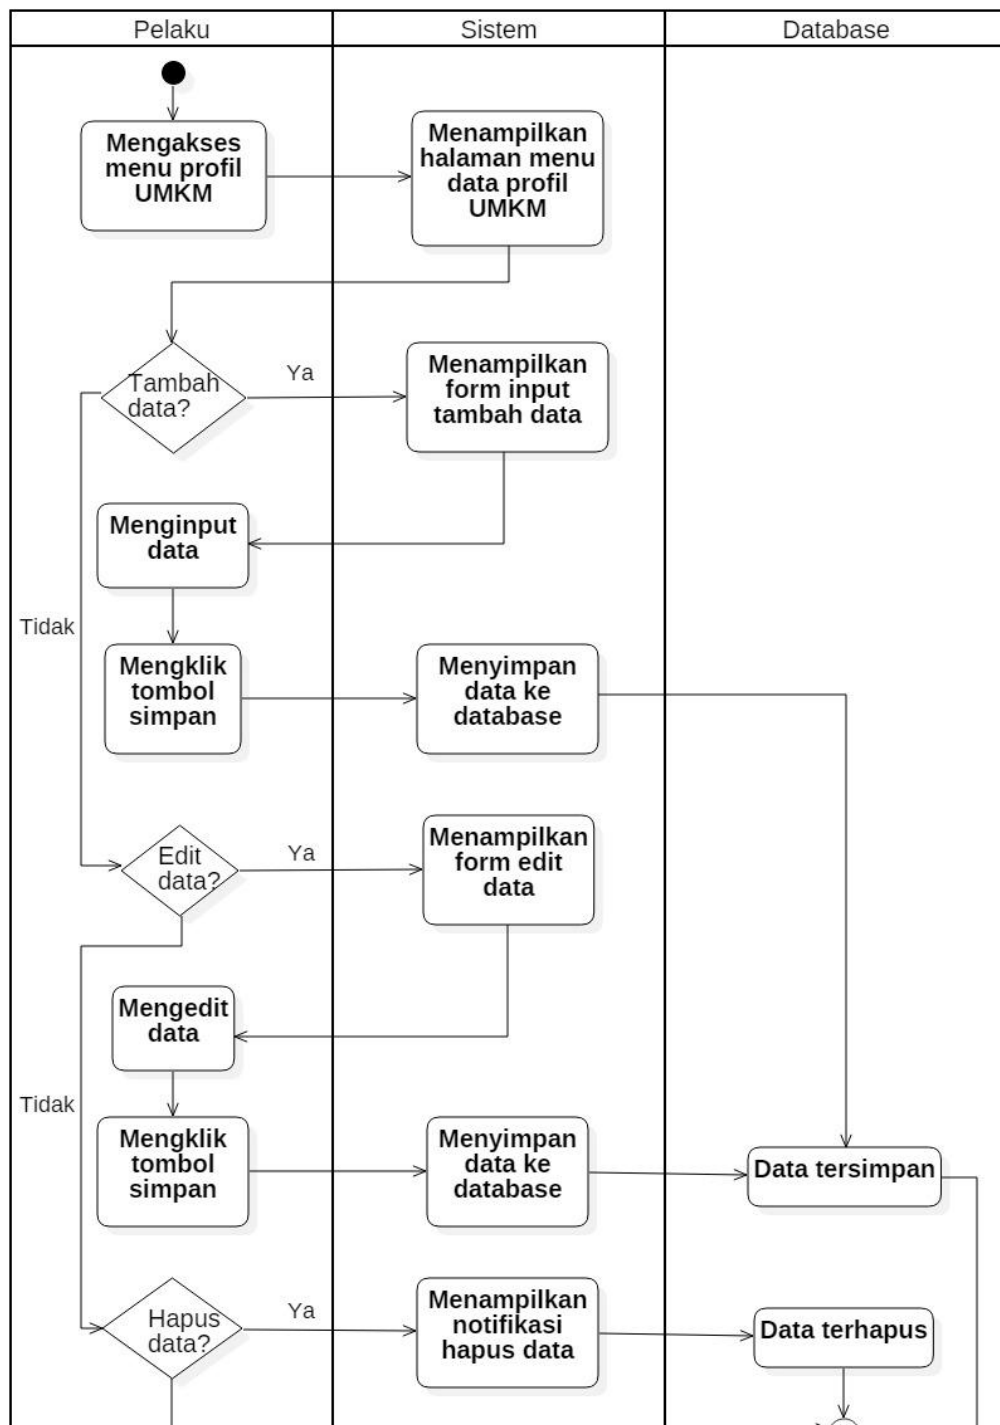 Pelaku
Sistem
Database
Mengakses
menu profil
UMKM
Menampilkan
halaman menu
data profil
UMKM
Tambah
data?
Ya
Menampilkan
form input
tambah data
Menginput
data
Tidak
Mengklik
tombol
simpan
Menyimpan
data ke
database
Edit
data?
Ya
Menampilkan
form edit
data
Mengedit
data
Tidak
Mengklik
tombol
simpan
Menyimpan
data ke
database
Data tersimpan
Hapus
data?
Ya
Menampilkan
notifikasi
hapus data
Data terhapus